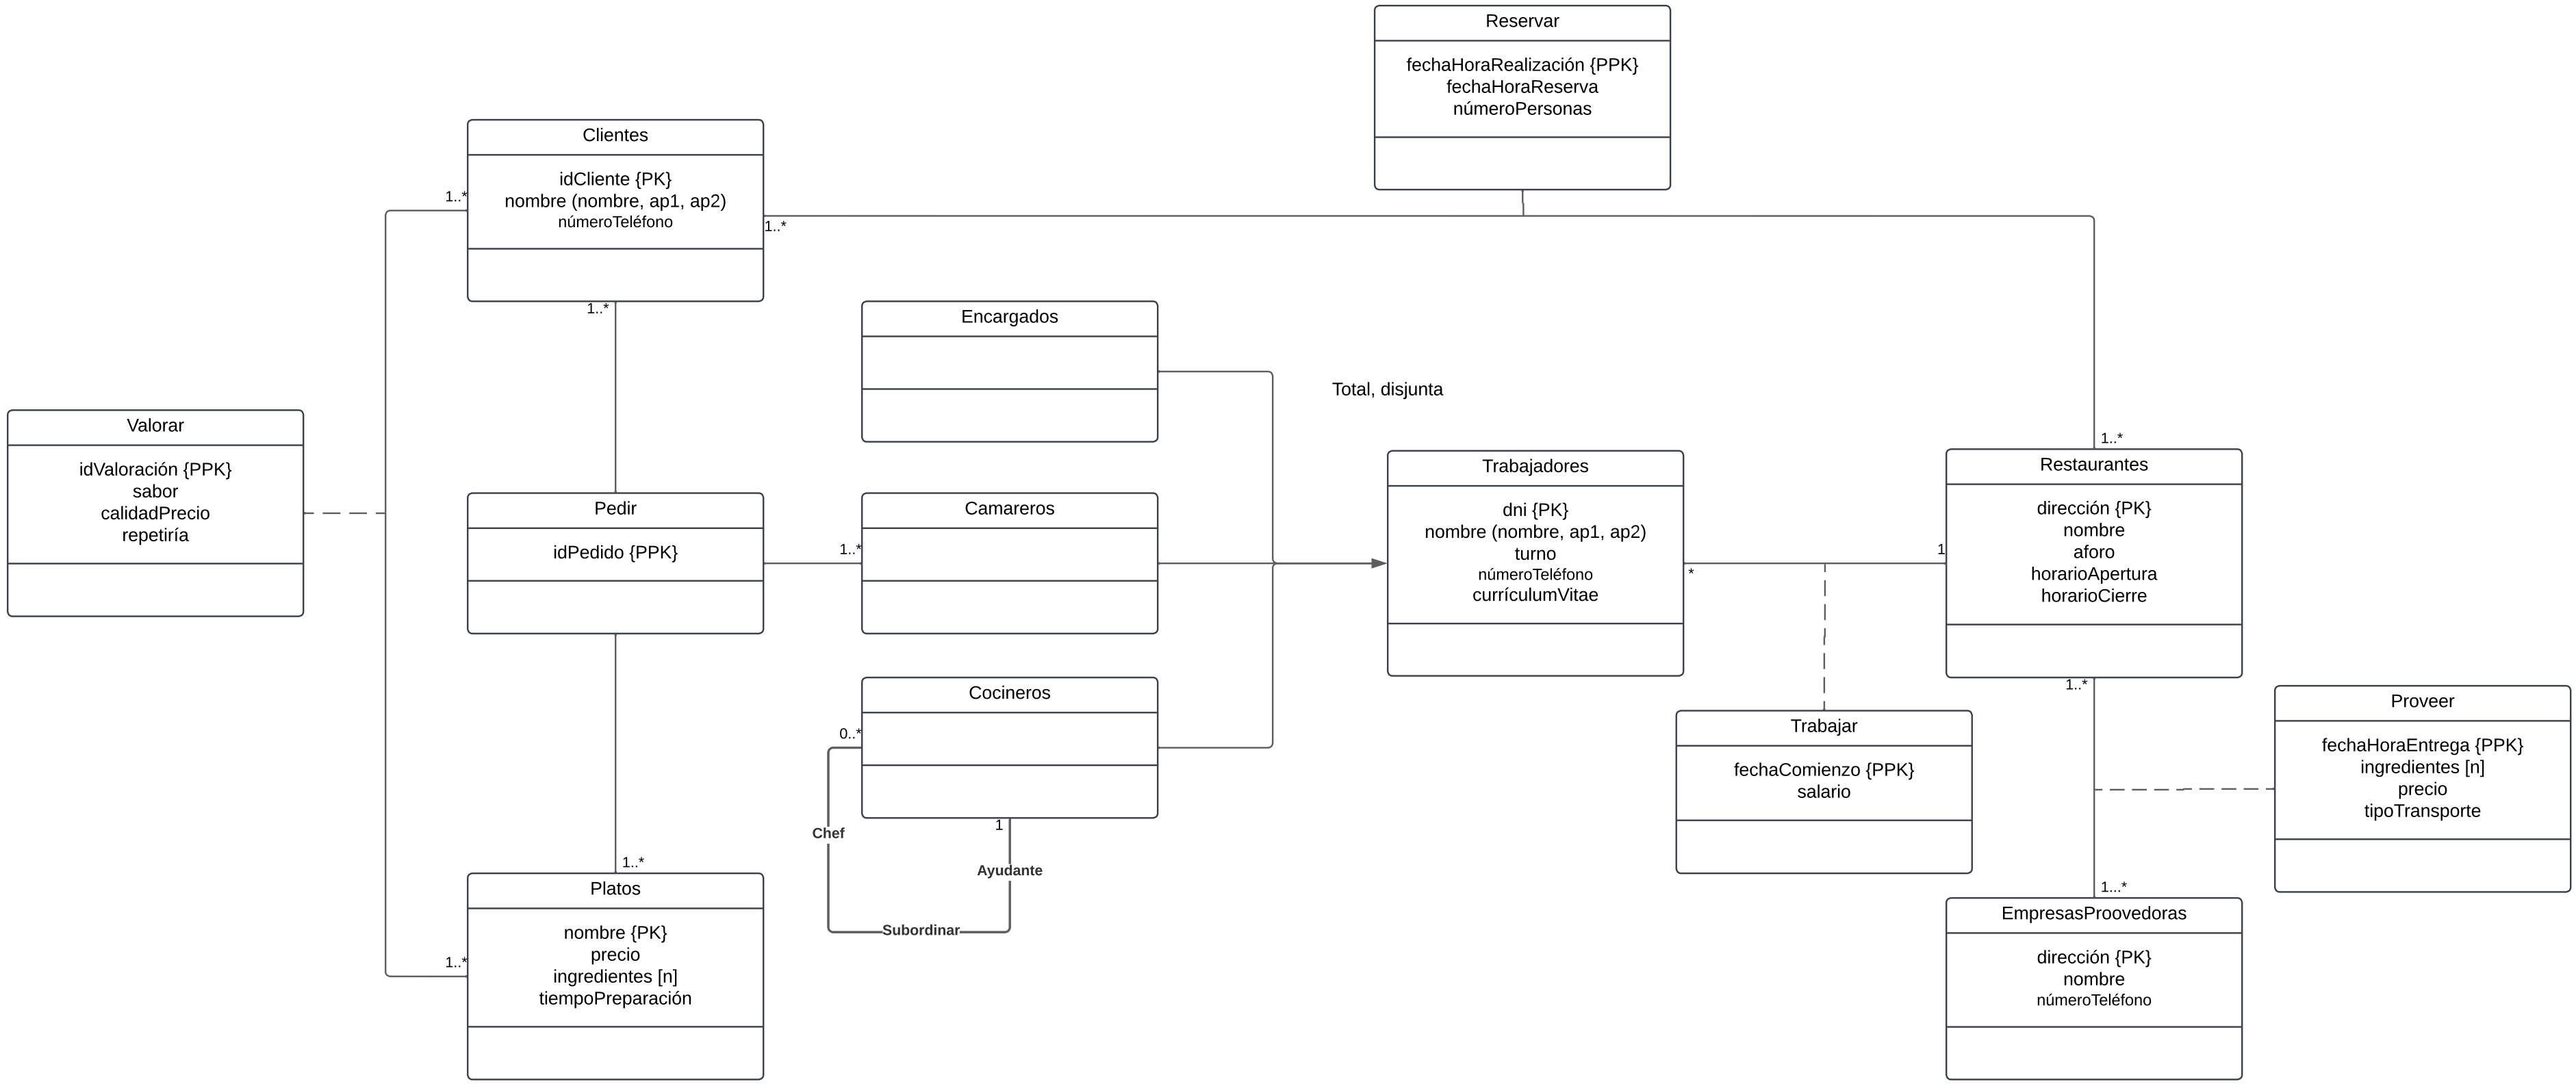 Reservar
fechaHoraRealización {PPK}
fechaHoraReserva
númeroPersonas
Clientes
idCliente {PK}
nombre (nombre, ap1, ap2)
númeroTeléfono
1..*
1..*
1..*
Encargados
Total, disjunta
Valorar
idValoración {PPK}
sabor
calidadPrecio
repetiría
Pedir
idPedido {PPK}
1..*
Camareros
Trabajadores
dni {PK}
nombre (nombre, ap1, ap2)
turno
númeroTeléfono
currículumVitae
*
1
1..*
Restaurantes
dirección {PK}
nombre
aforo
horarioApertura
horarioCierre
1..*
Cocineros
0..*
1
Chef
Ayudante
Subordinar
Trabajar
fechaComienzo {PPK}
salario
Proveer
fechaHoraEntrega {PPK}
ingredientes [n]
precio
tipoTransporte
1..*
Platos
nombre {PK}
precio
ingredientes [n]
tiempoPreparación
1..*
1...*
EmpresasProovedoras
dirección {PK}
nombre
númeroTeléfono